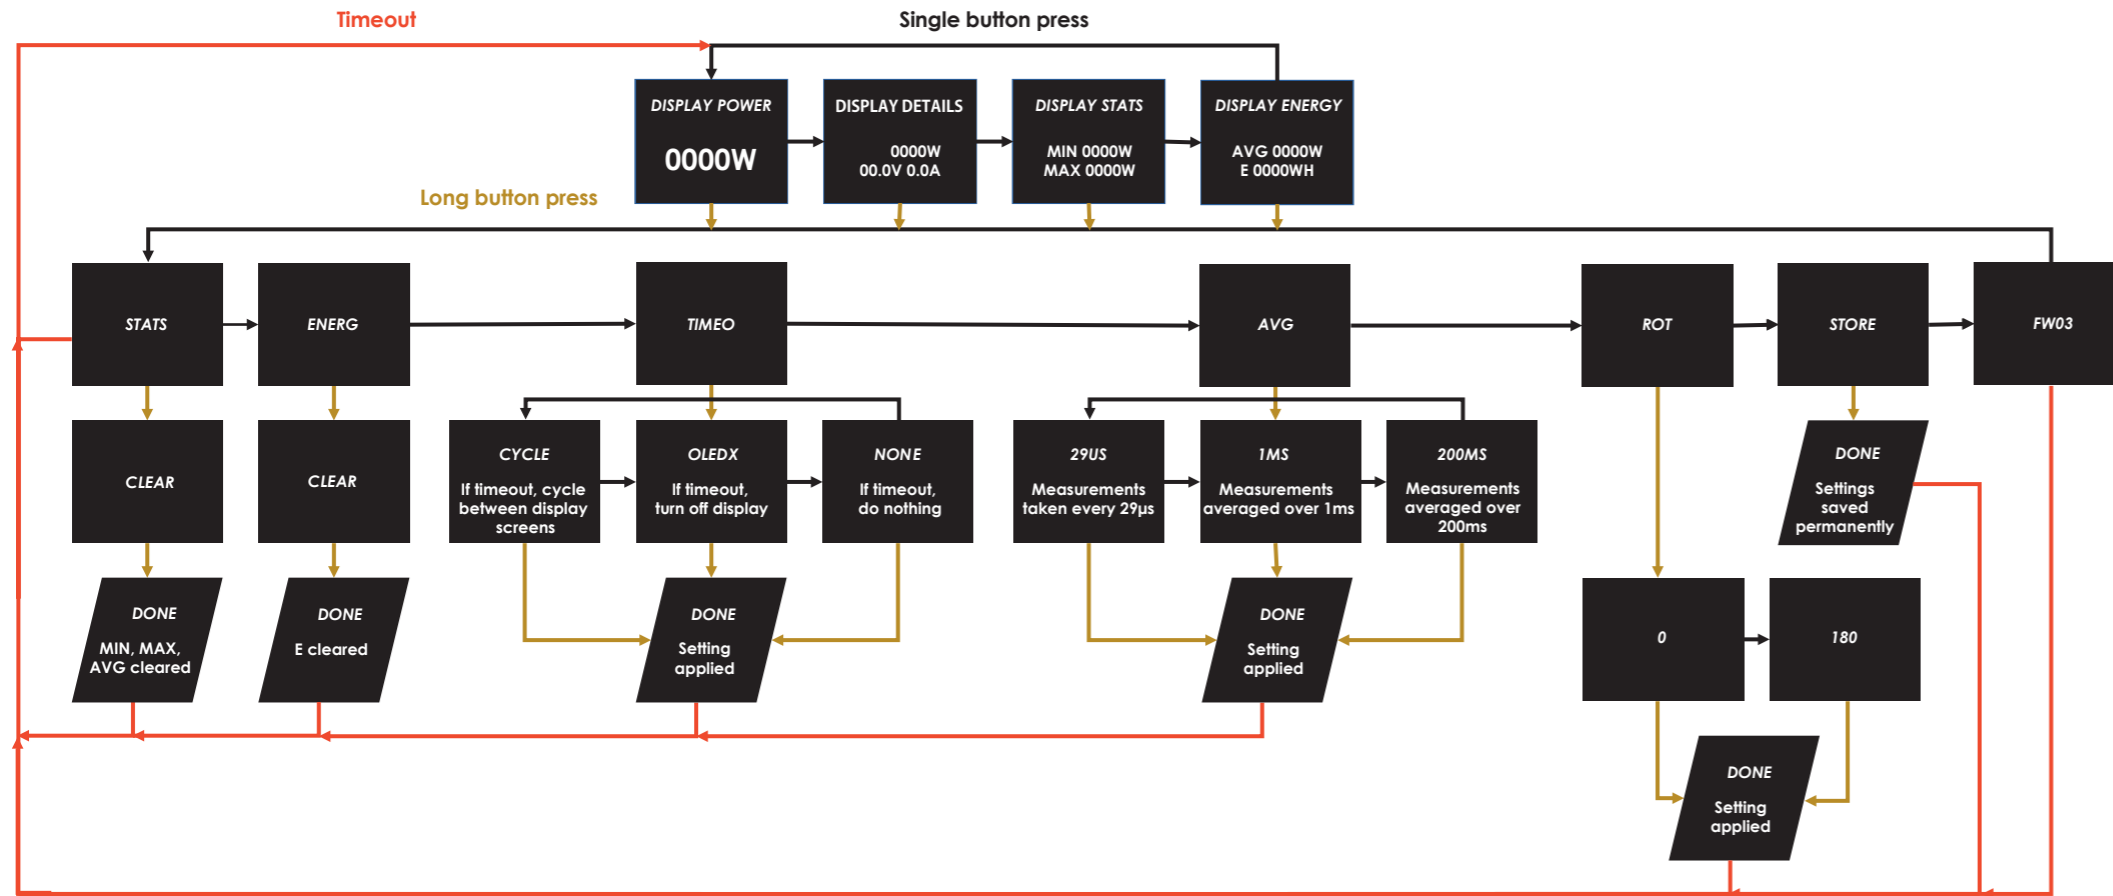 Timeout
Single button press
DISPLAY POWER
0000W
DISPLAY DETAILS
0000W
00.0V 0.0A
DISPLAY STATS
MIN 0000W
MAX 0000W
DISPLAY ENERGY
AVG 0000W
E 0000WH
Long button press
STATS
ENERG
TIMEO
AVG
ROT
STORE
FW03
CLEAR
CLEAR
CYCLE
If timeout, cycle
between display
screens
OLEDX
If timeout,
turn off display
NONE
If timeout,
do nothing
29US
Measurements
taken every 29µs
1MS
Measurements
averaged over 1ms
200MS
Measurements
averaged over
200ms
DONE
Settings
saved
permanently
DONE
MIN, MAX,
AVG cleared
DONE
E cleared
DONE
Setting
applied
DONE
Setting
applied
0
180
DONE
Setting
applied